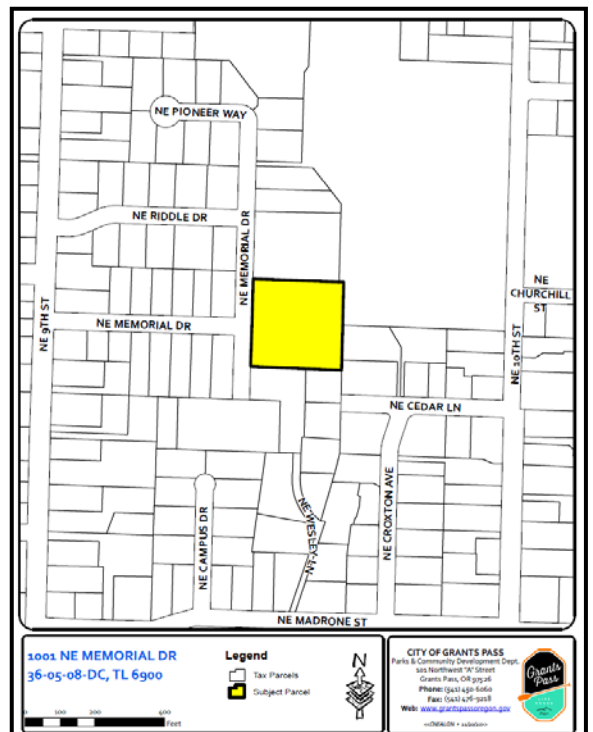 NE PIONEER WAY
NE RIDDLE DR
NE MEMORIAL DR
NE
CHURCHILL
ST
NE MEMORIAL DR
NE 9TH ST
NE 10TH ST
NE CEDAR LN
NE CROXTON AVE
NE WESLEY LN
NE CAMPUS DR
NE MADRONE ST
1001 NE MEMORIAL DR
36-05-08-DC, TL 6900
Legend
Tax Parcels
Subject Parcel
N
Feet
CITY OF GRANTS PASS
Parks & Community Development Dept.
101 Northwest "A" Street
Grants Pass, OR 97526
Phone: (541) 450-6060
Fax: (541) 476-9218
Web: www.grantspassoregon.gov
Grants
Pass